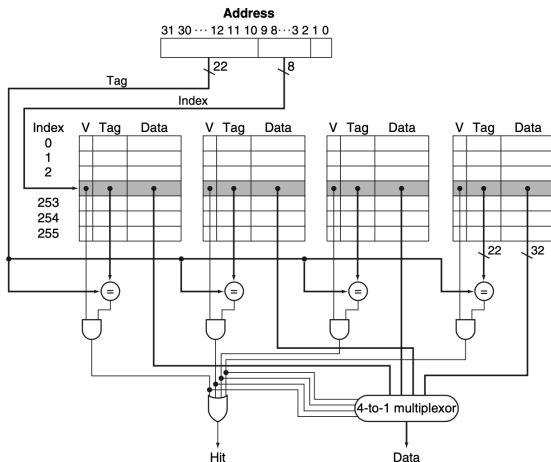 Address
31 30 ··· 12 11 10 9 8···3 2 1 0
22
8
Tag
Index
Index V Tag Data V Tag Data V Tag Data V Tag Data
0
1
2
253
254
255
22
32
= = = =
4-to-1 multiplexor
Hit Data